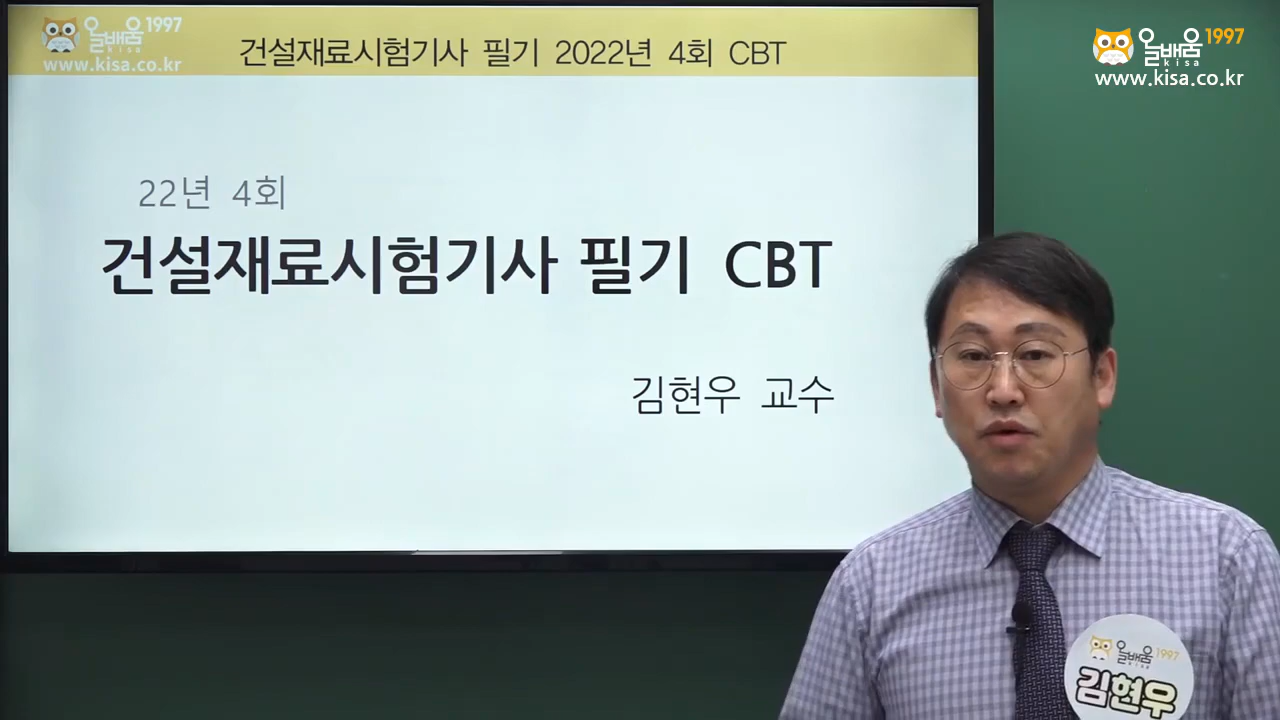 올배움 1997
kisa
www.kisa.co.kr
건설재료시험기사 필기 2022년 4회 CBT
올배움 1997
kisa
www.kisa.co.kr
22년 4회
건설재료시험기사 필기 CBT
김현우 교수
올배움 1997
kisa
김현우